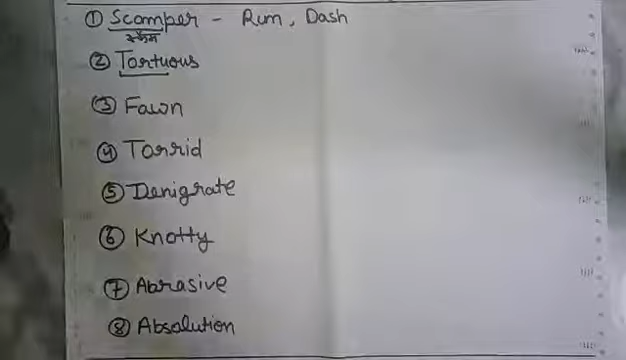 ① Scamper - Run, Dash
स्कैम
② Tortuous
③ Fawn
④ Torrid
⑤ Denigrate
⑥ Knotty
⑦ Abrasive
⑧ Absolution